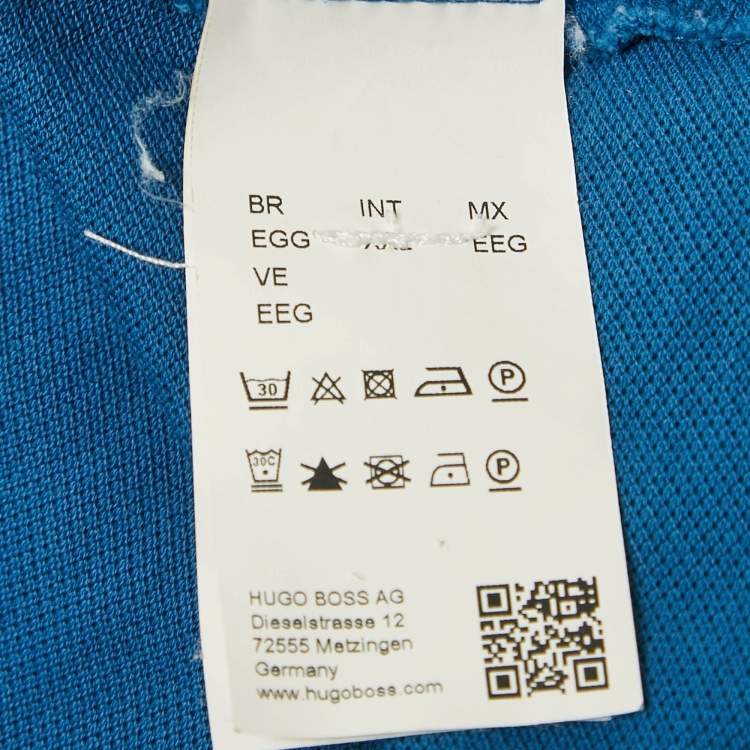 BR INT MX
EGG EEG
VE
EEG
30 P
30C P
HUGO BOSS AG
Dieselstrasse 12
72555 Metzingen
Germany
www.hugoboss.com